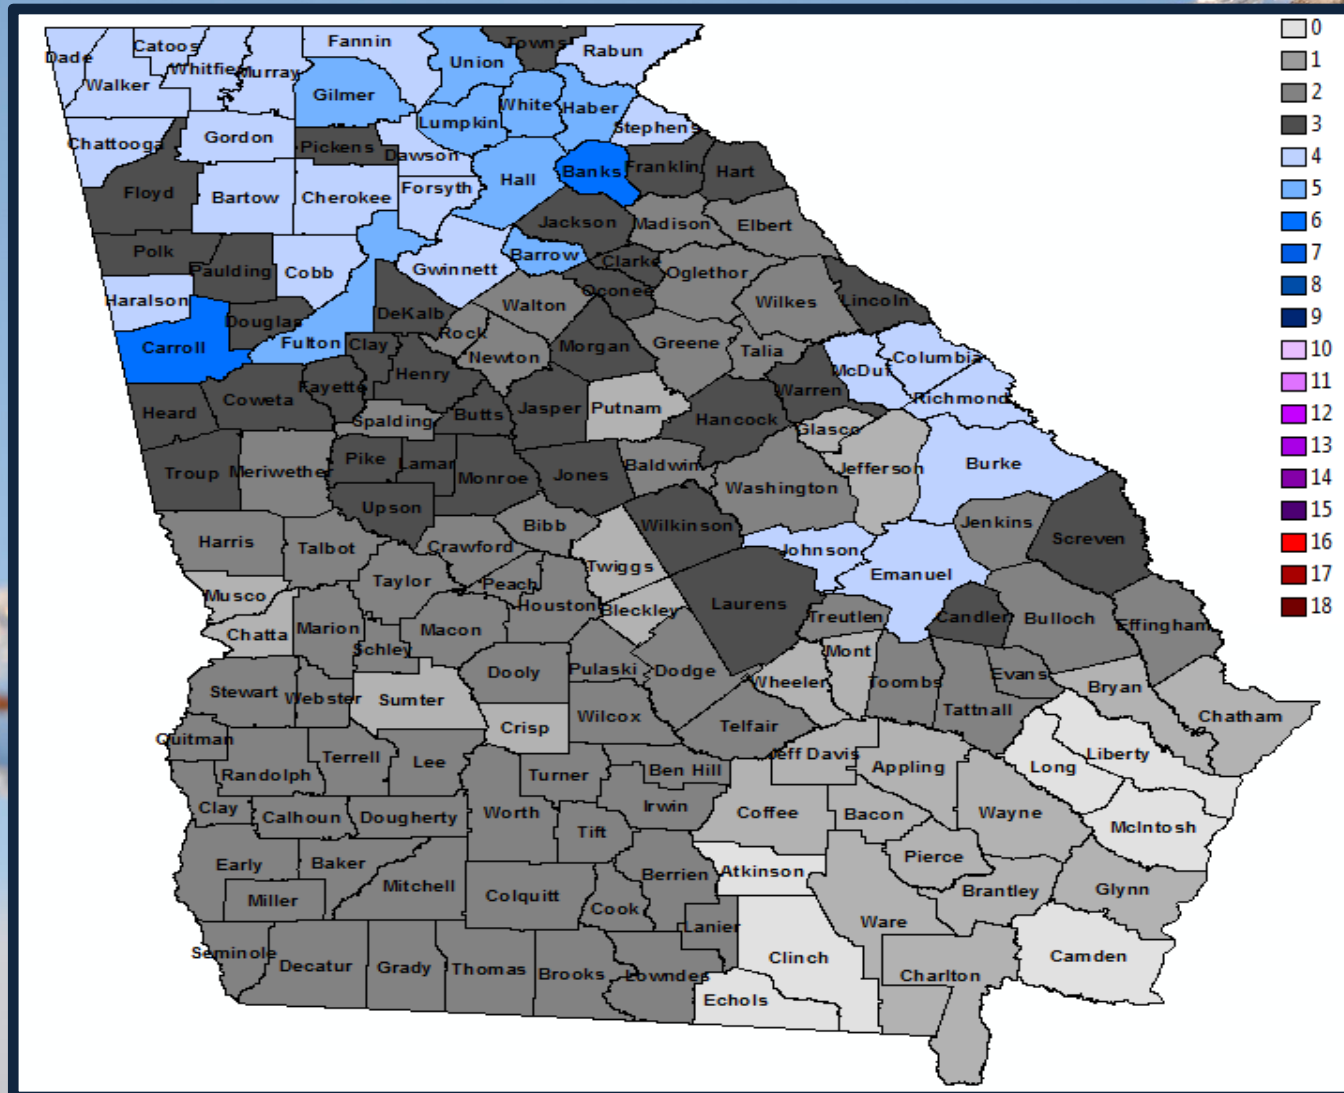 Dade
Catoos
Whitfie
Murray
Fannin
Union
Towns
Rabun
Walker
Gilmer
White
Haber
Lumpkin
Stephens
Chattooga
Gordon
Pickens
Dawson
Hall
Banks
Franklin
Hart
Floyd
Bartow
Cherokee
Forsyth
Jackson
Madison
Elbert
Polk
Paulding
Cobb
Gwinnett
Barrow
Clarke
Oglethor
Haralson
Oconee
Wilkes
Lincoln
Douglas
DeKalb
Walton
Carroll
Fulton
Clay
Rock
Newton
Morgan
Greene
Talia
McDuf
Columbia
Heard
Coweta
Fayette
Henry
Butts
Jasper
Putnam
Hancock
Warren
Richmond
Spalding
Glasco
Troup
Meriwether
Pike
Lamar
Monroe
Jones
Baldwin
Washington
Jefferson
Burke
Upson
Harris
Talbot
Crawford
Bibb
Wilkinson
Johnson
Jenkins
Screven
Twiggs
Emanuel
Musco
Taylor
Peach
Houston
Bleckley
Laurens
Treutlen
Candler
Bulloch
Effingham
Chatta
Marion
Schley
Macon
Dooly
Pulaski
Dodge
Wheeler
Mont
Toombs
Evans
Bryan
Chatham
Stewart
Webster
Sumter
Crisp
Wilcox
Telfair
Tattnall
Liberty
Long
Quitman
Randolph
Terrell
Lee
Turner
Ben Hill
Jeff Davis
Appling
Clay
Calhoun
Dougherty
Worth
Tift
Irwin
Coffee
Bacon
Wayne
McIntosh
Early
Baker
Mitchell
Colquitt
Cook
Berrien
Atkinson
Pierce
Brantley
Glynn
Miller
Lanier
Ware
Seminole
Decatur
Grady
Thomas
Brooks
Lowndes
Clinch
Charlton
Camden
Echols
0
1
2
3
4
5
6
7
8
9
10
11
12
13
14
15
16
17
18